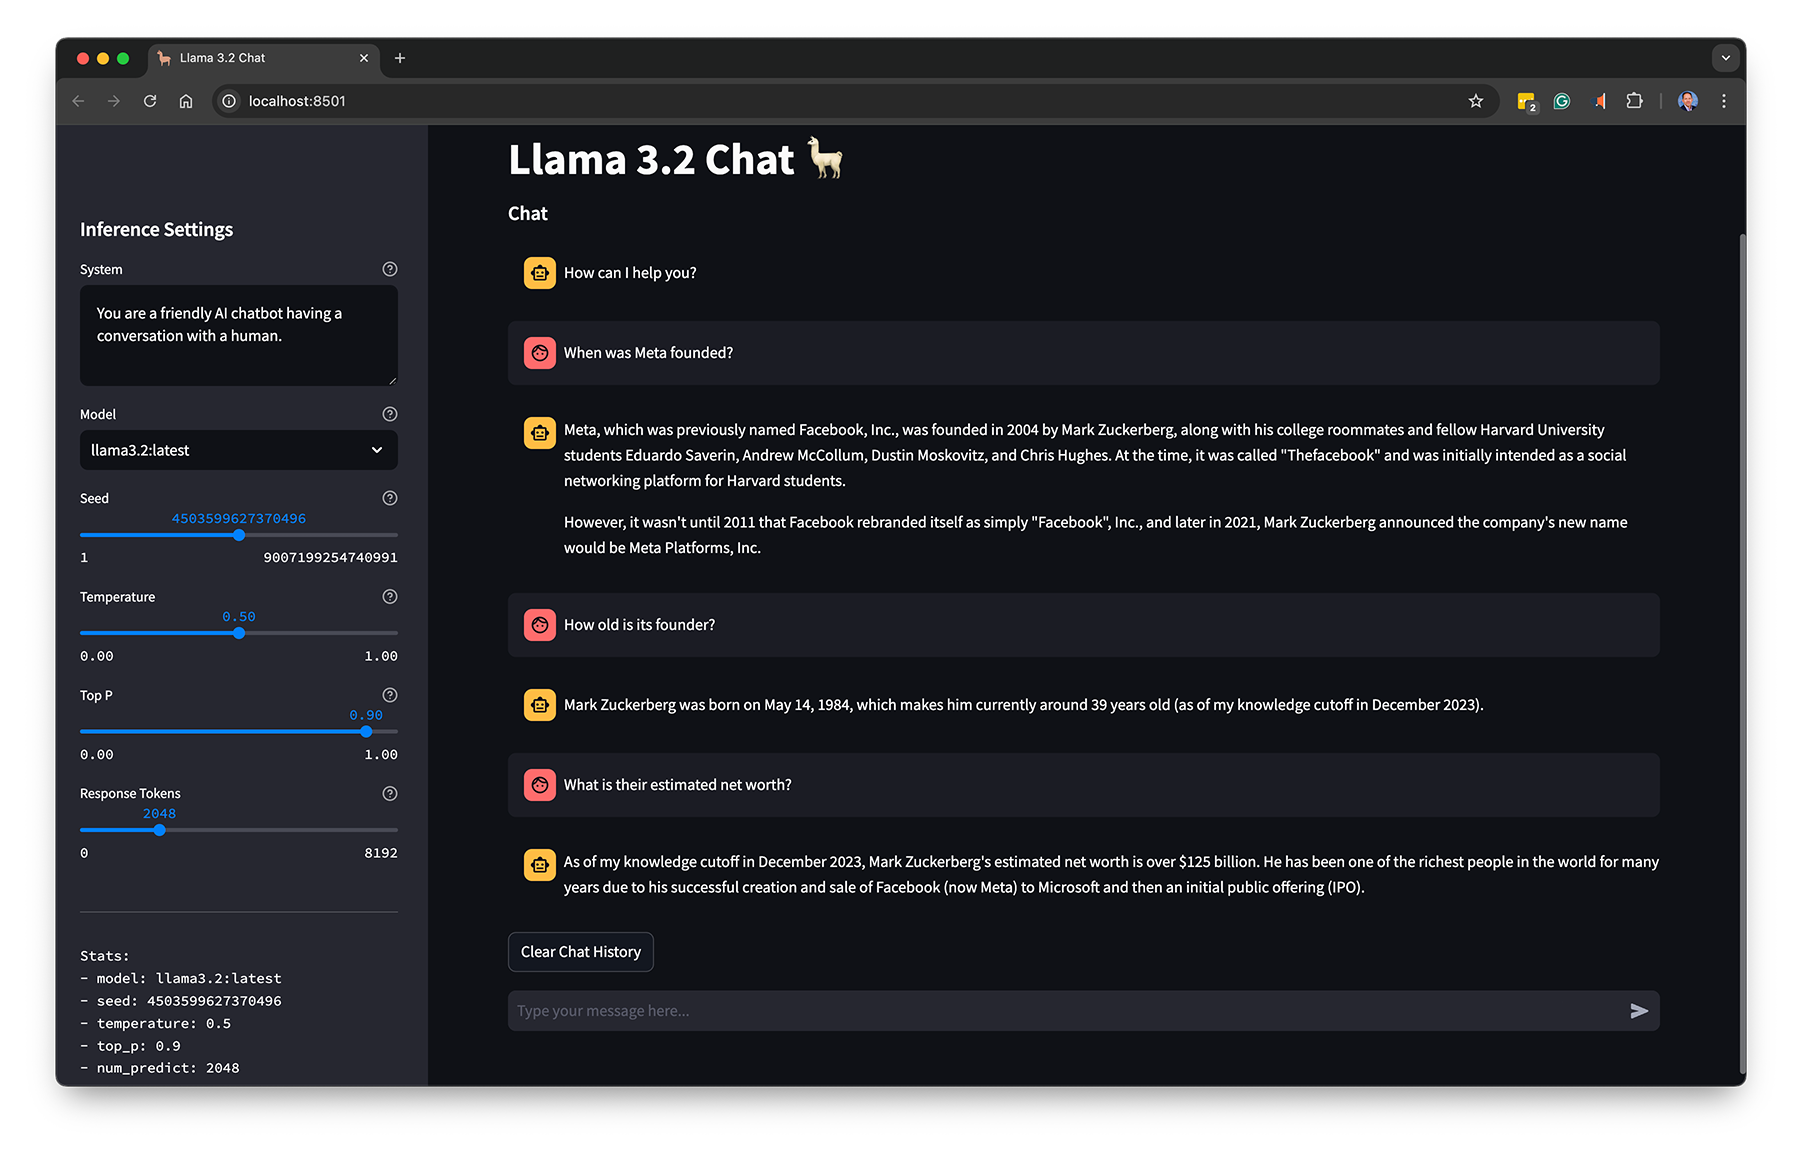 Llama 3.2 Chat
localhost:8501
2
Inference Settings
System
You are a friendly AI chatbot having a
conversation with a human.
Model
llama3.2:latest
Seed
4503599627370496
1 9007199254740991
Temperature
0.50
0.00 1.00
Top P
0.90
0.00 1.00
Response Tokens
2048
0 8192
Stats:
- model: llama3.2:latest
- seed: 4503599627370496
- temperature: 0.5
- top_p: 0.9
- num_predict: 2048
Llama 3.2 Chat
Chat
How can I help you?
When was Meta founded?
Meta, which was previously named Facebook, Inc., was founded in 2004 by Mark Zuckerberg, along with his college roommates and fellow Harvard University
students Eduardo Saverin, Andrew McCollum, Dustin Moskovitz, and Chris Hughes. At the time, it was called "Thefacebook" and was initially intended as a social
networking platform for Harvard students.
However, it wasn't until 2011 that Facebook rebranded itself as simply "Facebook", Inc., and later in 2021, Mark Zuckerberg announced the company's new name
would be Meta Platforms, Inc.
How old is its founder?
Mark Zuckerberg was born on May 14, 1984, which makes him currently around 39 years old (as of my knowledge cutoff in December 2023).
What is their estimated net worth?
As of my knowledge cutoff in December 2023, Mark Zuckerberg's estimated net worth is over $125 billion. He has been one of the richest people in the world for many
years due to his successful creation and sale of Facebook (now Meta) to Microsoft and then an initial public offering (IPO).
Clear Chat History
Type your message here...